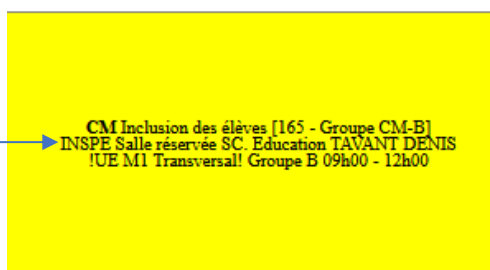 CM Inclusion des élèves [165 - Groupe CM-B]
INSPE Salle réservée SC. Education TAVANT DENIS
!UE M1 Transversal! Groupe B 09h00 - 12h00